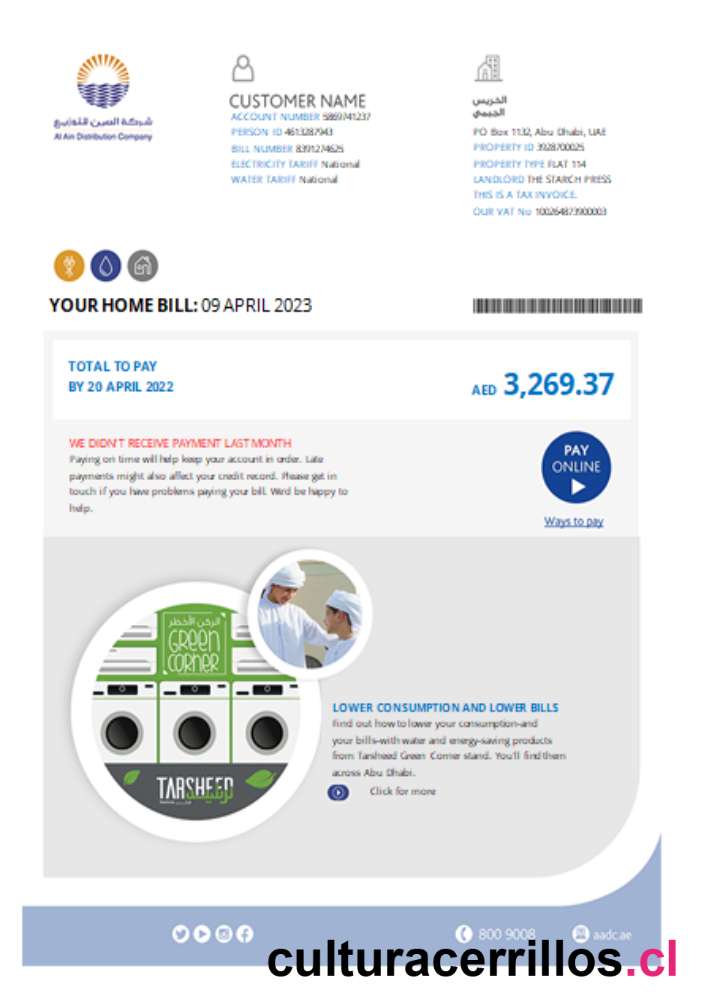 شركة العين للتوزيع
Al Ain Distribution Company
CUSTOMER NAME
ACCOUNT NUMBER 5869741237
PERSON ID 4613287943
BILL NUMBER 8391274625
ELECTRICITY TARIFF National
WATER TARIFF National
PO Box 1132, Abu Dhabi, UAE
PROPERTY ID 3928700025
PROPERTY TYPE FLAT 114
LANDLORD THE STARCH PRESS
THIS IS A TAX INVOICE.
OUR VAT No 100264873900003
YOUR HOME BILL: 09 APRIL 2023
TOTAL TO PAY
BY 20 APRIL 2022
AED 3,269.37
WE DIDN'T RECEIVE PAYMENT LAST MONTH
Paying on time will help keep your account in order. Late
payments might also affect your credit record. Please get in
touch if you have problems paying your bill. We'd be happy to
help.
PAY
ONLINE
Ways to pay
الركن الأخضر
GREEN
CORNER
TARSHEED
ترشيد
LOWER CONSUMPTION AND LOWER BILLS
Find out how to lower your consumption-and
your bills-with water and energy-saving products
from Tarsheed Green Corner stand. You'll find them
across Abu Dhabi.
Click for more
800 9008
aadc.ae
culturacerrillos.cl